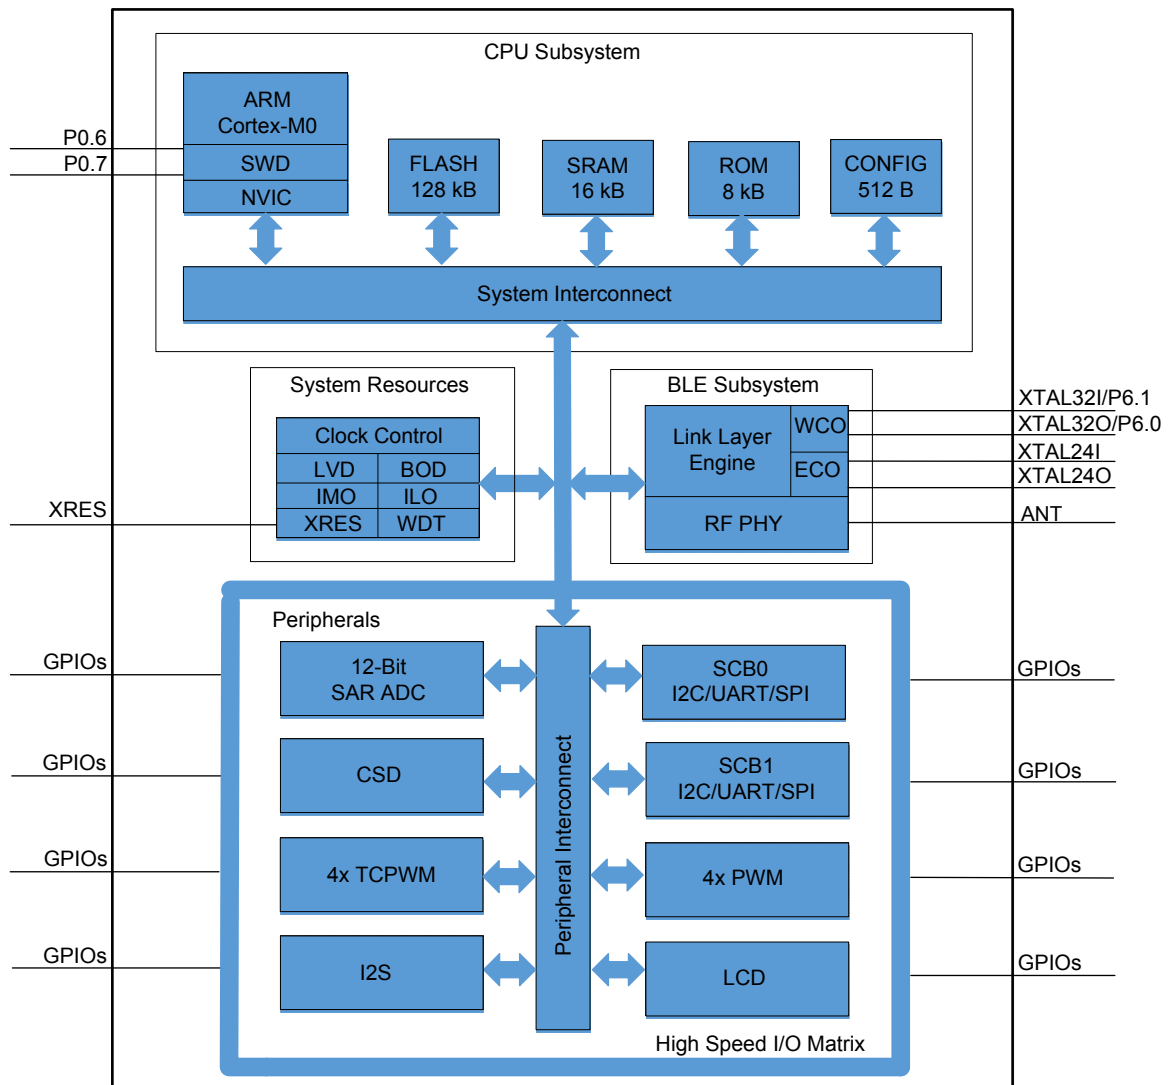 CPU Subsystem
ARM
Cortex-M0
SWD
NVIC
P0.6
P0.7
FLASH
128 kB
SRAM
16 kB
ROM
8 kB
CONFIG
512 B
System Interconnect
System Resources
Clock Control
LVD BOD
IMO ILO
XRES WDT
XRES
BLE Subsystem
Link Layer
Engine
WCO
ECO
RF PHY
XTAL32I/P6.1
XTAL32O/P6.0
XTAL24I
XTAL24O
ANT
Peripherals
GPIOs
12-Bit
SAR ADC
GPIOs
CSD
GPIOs
4x TCPWM
GPIOs
I2S
Peripheral Interconnect
SCB0
I2C/UART/SPI
GPIOs
SCB1
I2C/UART/SPI
GPIOs
4x PWM
GPIOs
LCD
GPIOs
High Speed I/O Matrix